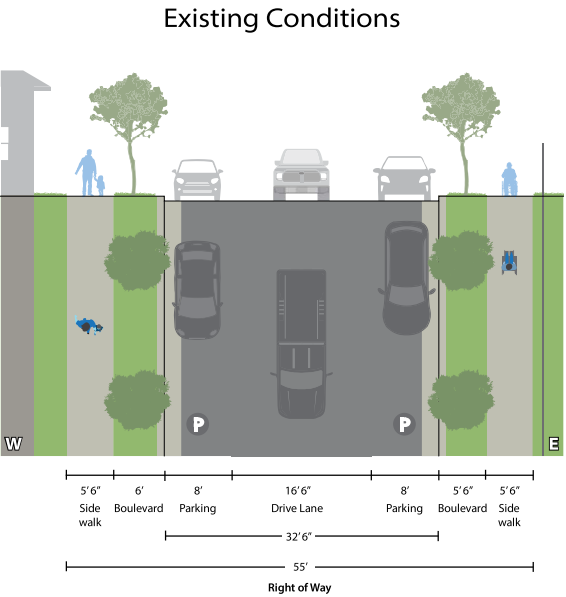 Existing Conditions
P P
W E
5’ 6” 6’ 8’ 16’ 6” 8’ 5’ 6” 5’ 6”
Side Boulevard Parking Drive Lane Parking Boulevard Side
walk walk
32’ 6”
55’
Right of Way